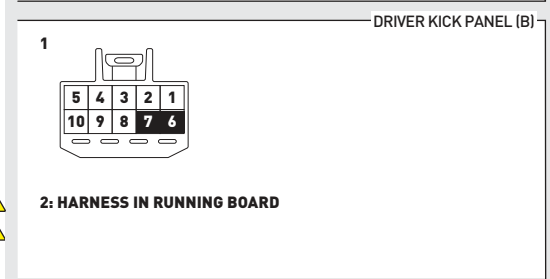 DRIVER KICK PANEL (B)
1
5 4 3 2 1
10 9 8 7 6
2: HARNESS IN RUNNING BOARD